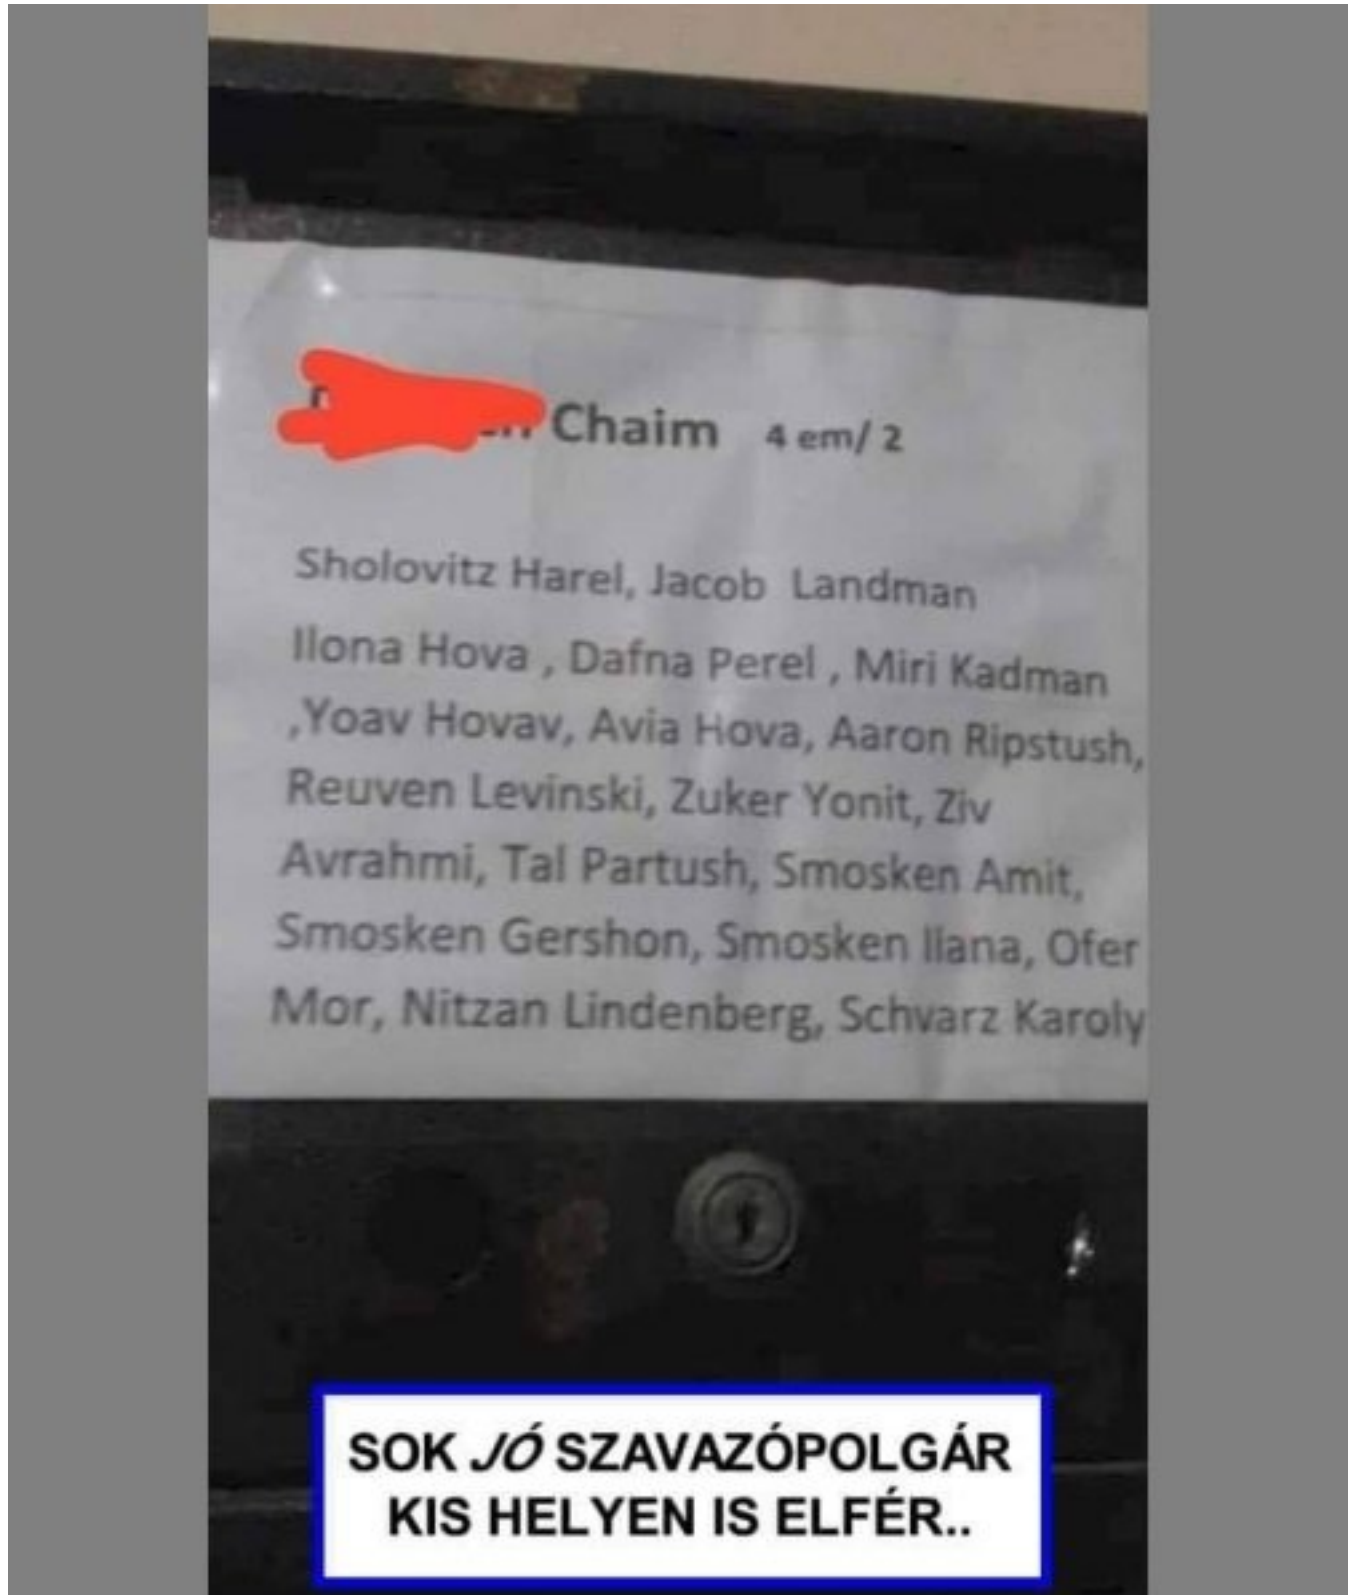 Chaim 4 em/ 2
Sholovitz Harel, Jacob Landman
Ilona Hova , Dafna Perel , Miri Kadman
,Yoav Hovav, Avia Hova, Aaron Ripstush,
Reuven Levinski, Zuker Yonit, Ziv
Avrahmi, Tal Partush, Smosken Amit,
Smosken Gershon, Smosken Ilana, Ofer
Mor, Nitzan Lindenberg, Schvarz Karoly
SOK JÓ SZAVAZÓPOLGÁR
KIS HELYEN IS ELFÉR..